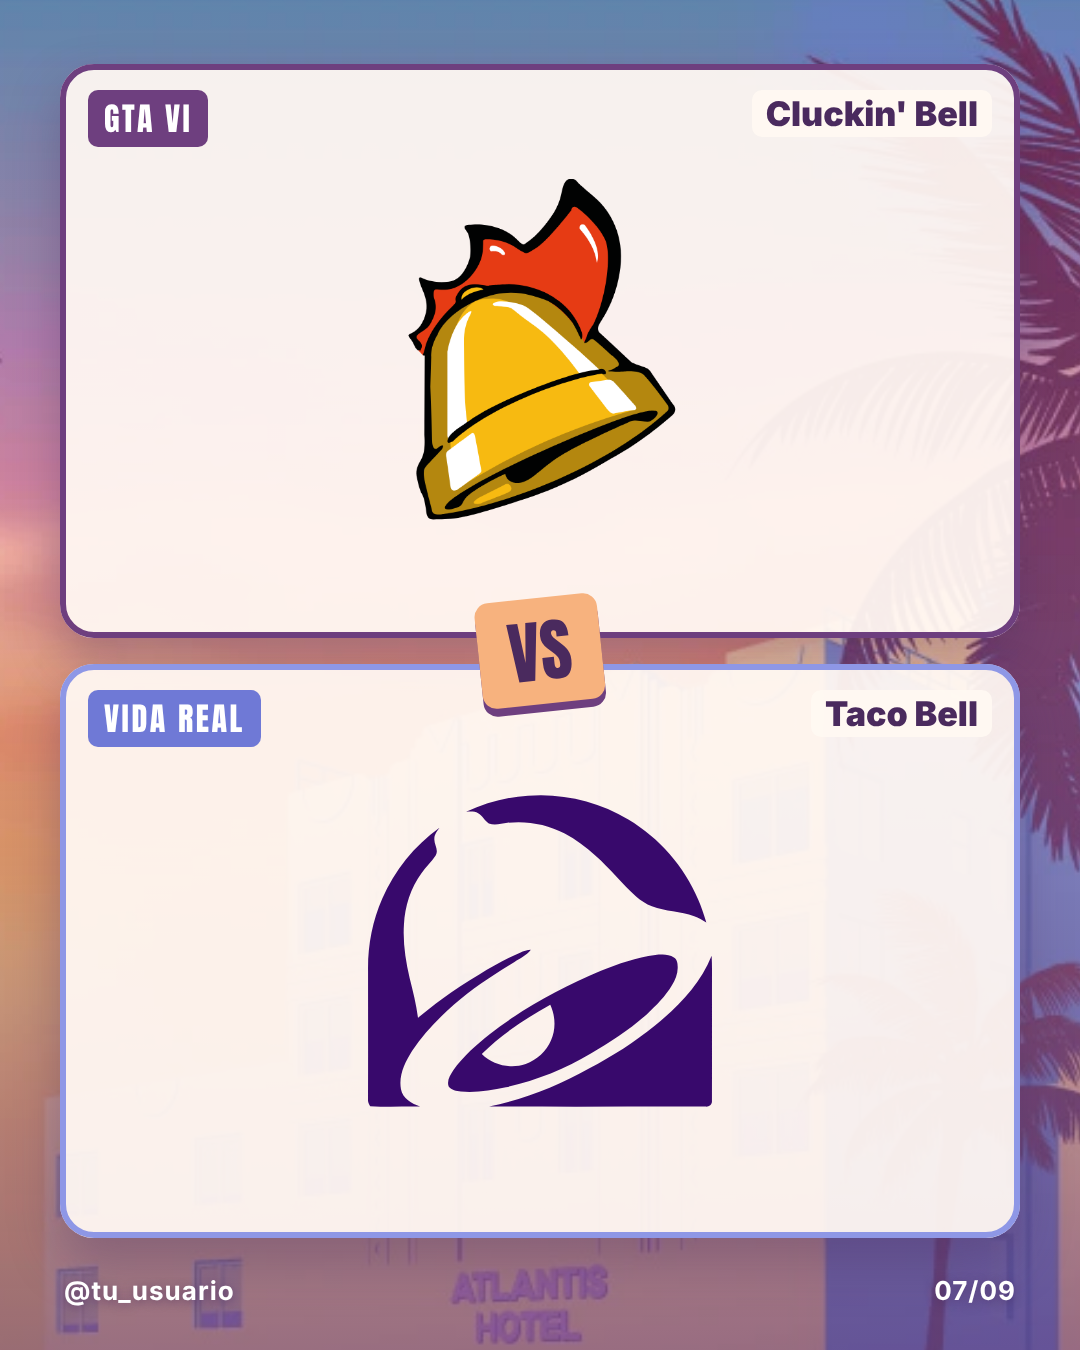 GTA VI
Cluckin' Bell
VS
VIDA REAL
Taco Bell
@tu_usuario
ATLANTIS
HOTEL
07/09